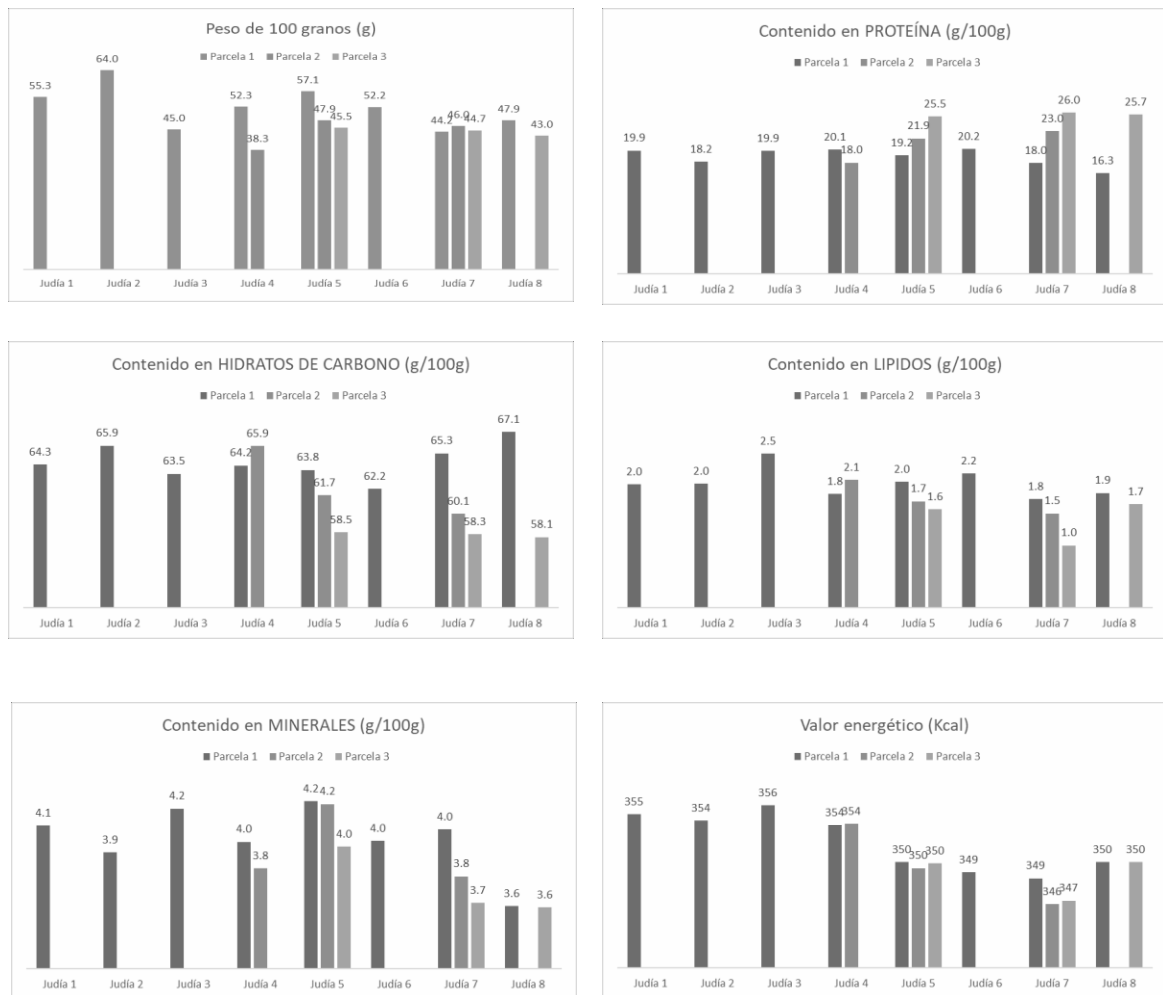 Peso de 100 granos (g)
Parcela 1 Parcela 2 Parcela 3
55.3 64.0 45.0 52.3 38.3 57.1 47.9 45.5 52.2 44.2 46.0 44.7 47.9 43.0
Judía 1 Judía 2 Judía 3 Judía 4 Judía 5 Judía 6 Judía 7 Judía 8
Contenido en PROTEÍNA (g/100g)
Parcela 1 Parcela 2 Parcela 3
19.9 18.2 19.9 20.1 18.0 19.2 21.9 25.5 20.2 18.0 23.0 26.0 16.3 25.7
Judía 1 Judía 2 Judía 3 Judía 4 Judía 5 Judía 6 Judía 7 Judía 8
Contenido en HIDRATOS DE CARBONO (g/100g)
Parcela 1 Parcela 2 Parcela 3
64.3 65.9 63.5 64.2 65.9 63.8 61.7 58.5 62.2 65.3 60.1 58.3 67.1 58.1
Judía 1 Judía 2 Judía 3 Judía 4 Judía 5 Judía 6 Judía 7 Judía 8
Contenido en LIPIDOS (g/100g)
Parcela 1 Parcela 2 Parcela 3
2.0 2.0 2.5 1.8 2.1 2.0 1.7 1.6 2.2 1.8 1.5 1.0 1.9 1.7
Judía 1 Judía 2 Judía 3 Judía 4 Judía 5 Judía 6 Judía 7 Judía 8
Contenido en MINERALES (g/100g)
Parcela 1 Parcela 2 Parcela 3
4.1 3.9 4.2 4.0 3.8 4.2 4.2 4.0 4.0 4.0 3.8 3.7 3.6 3.6
Judía 1 Judía 2 Judía 3 Judía 4 Judía 5 Judía 6 Judía 7 Judía 8
Valor energético (Kcal)
Parcela 1 Parcela 2 Parcela 3
355 354 356 354 354 350 350 350 349 349 346 347 350 350
Judía 1 Judía 2 Judía 3 Judía 4 Judía 5 Judía 6 Judía 7 Judía 8